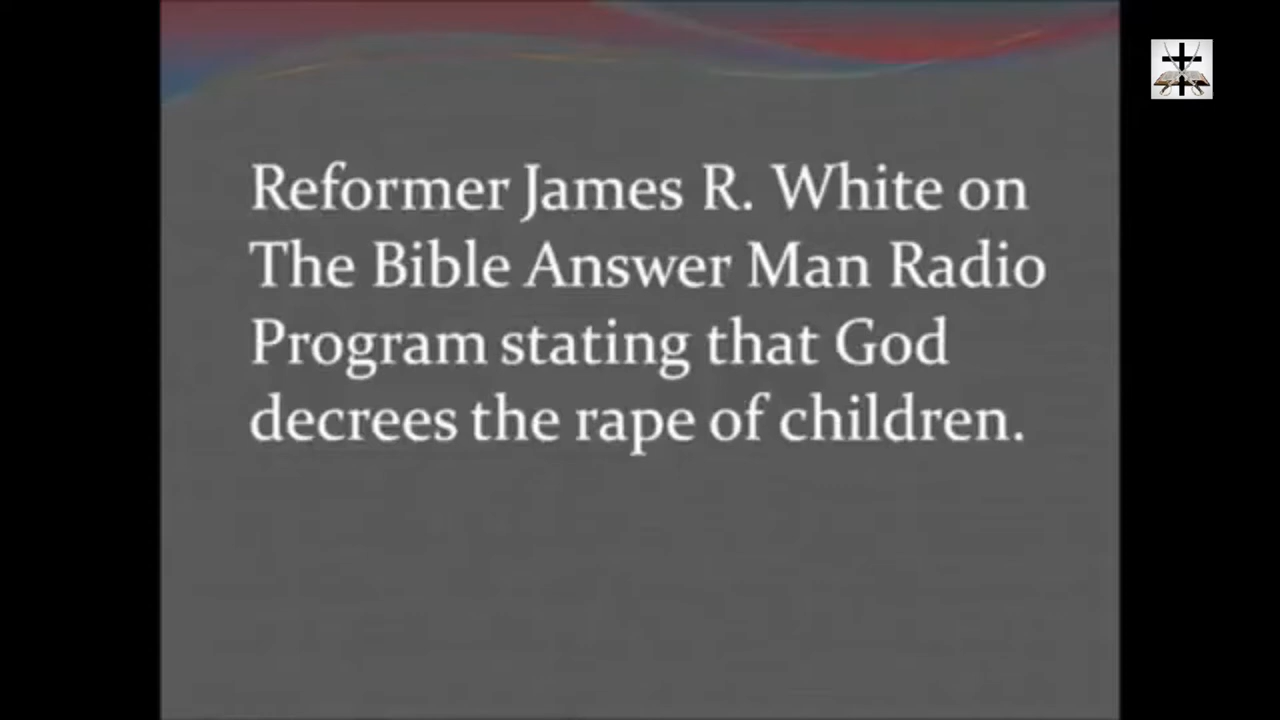 Reformer James R. White on
The Bible Answer Man Radio
Program stating that God
decrees the rape of children.